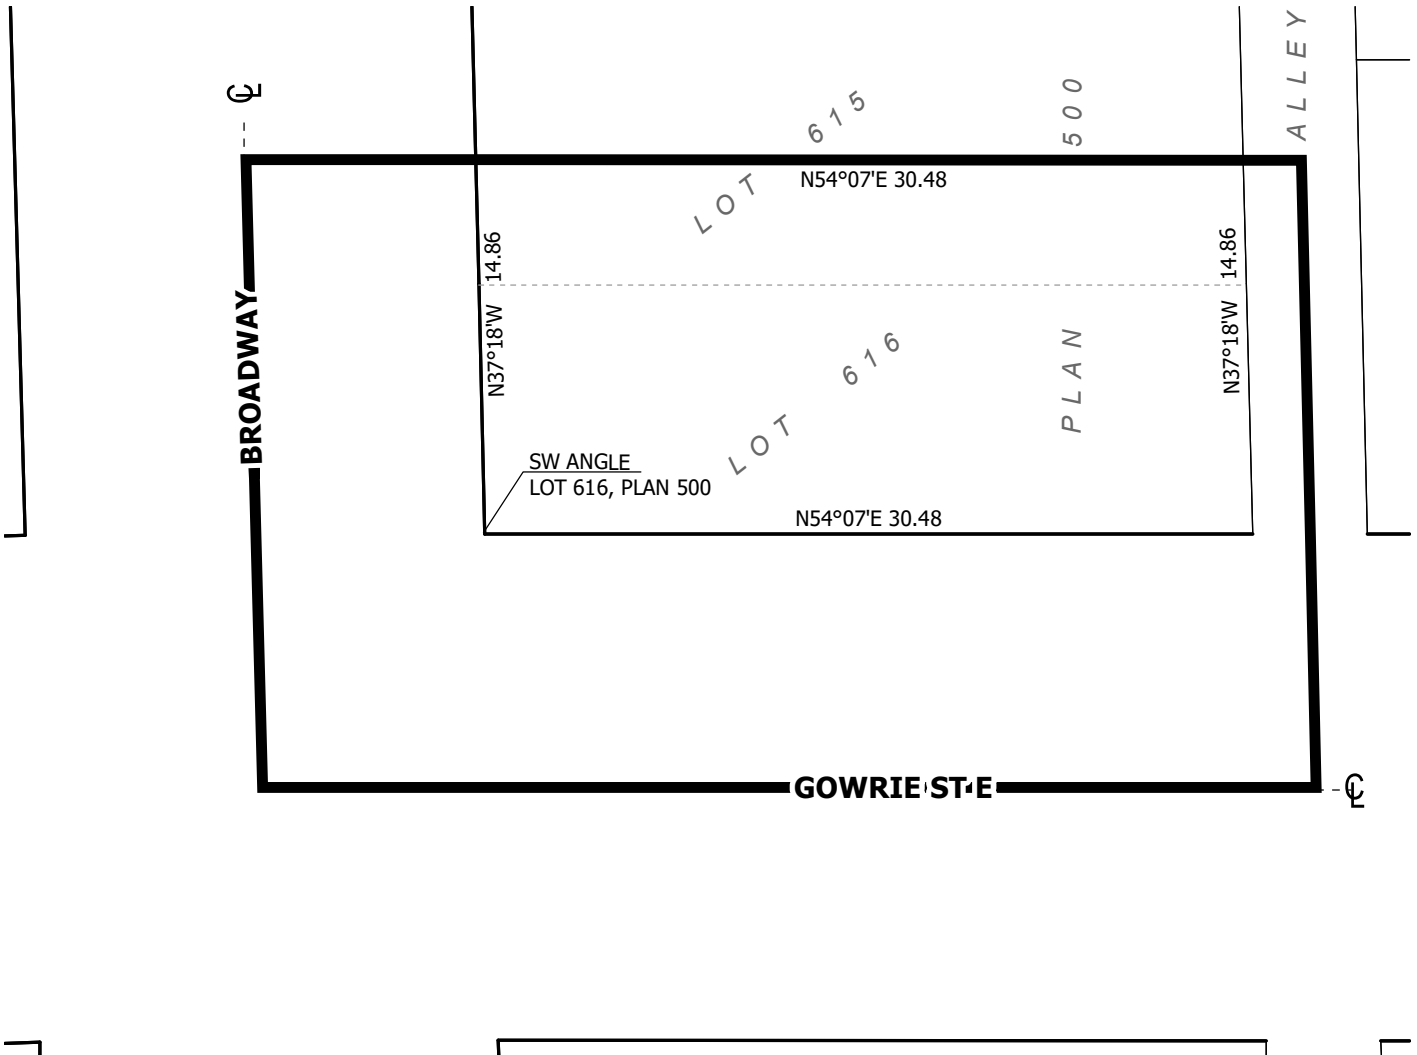 ℄
ALLEY
LOT 615
500
N54°07'E 30.48
14.86
14.86
N37°18'W
N37°18'W
BROADWAY
LOT 616
PLAN
SW ANGLE
LOT 616, PLAN 500
N54°07'E 30.48
GOWRIE ST E
℄